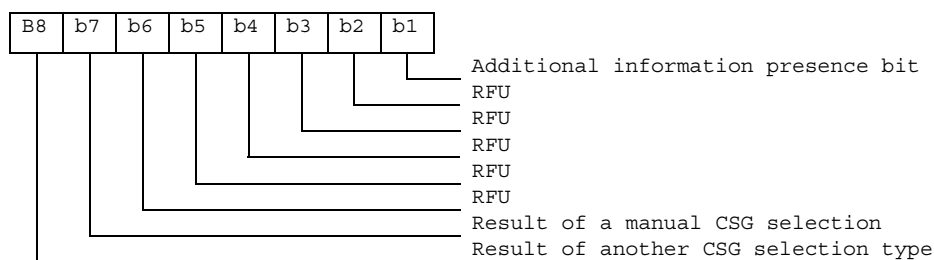 B8 b7 b6 b5 b4 b3 b2 b1
Additional information presence bit
RFU
RFU
RFU
RFU
RFU
Result of a manual CSG selection
Result of another CSG selection type